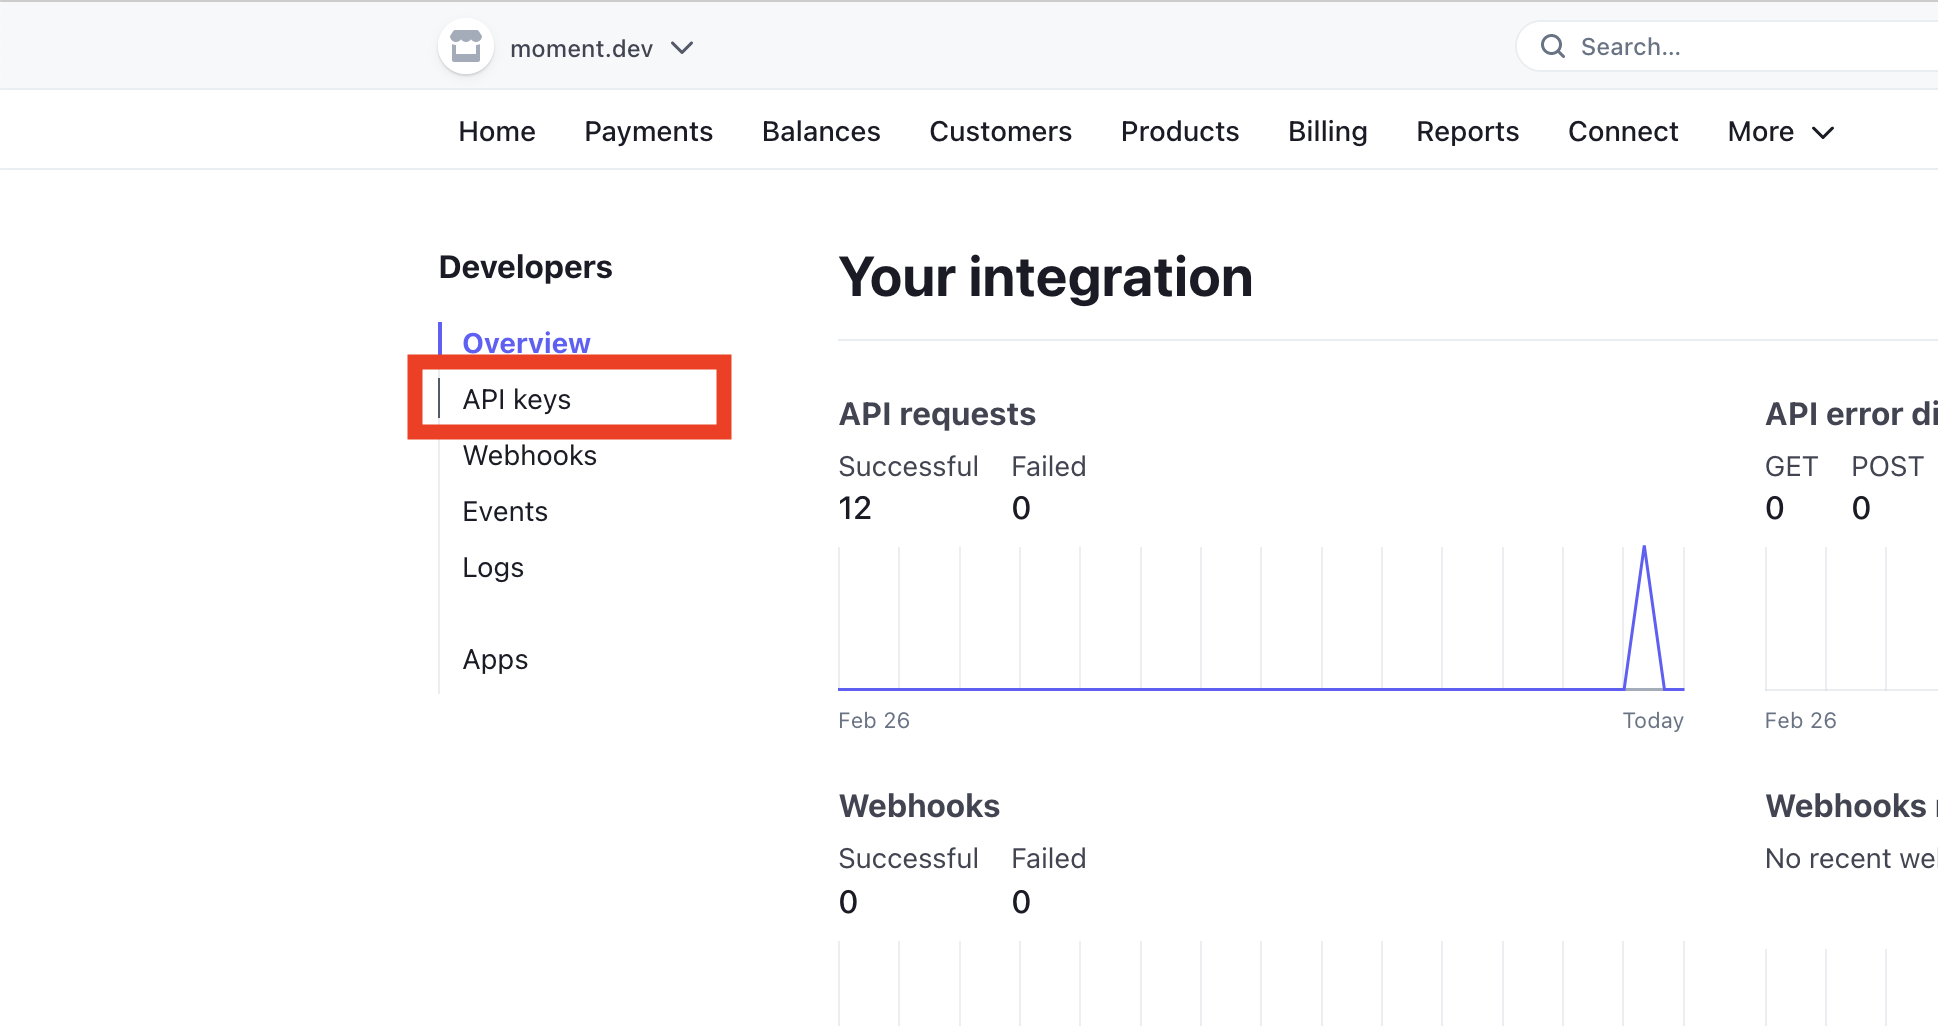 moment.dev
Search...
Home Payments Balances Customers Products Billing Reports Connect More
Developers
Overview
API keys
Webhooks
Events
Logs
Apps
Your integration
API requests
Successful Failed
12 0
Feb 26 Today
API error
GET POST
0 0
Feb 26
Webhooks
Successful Failed
0 0
Webhooks
No recent